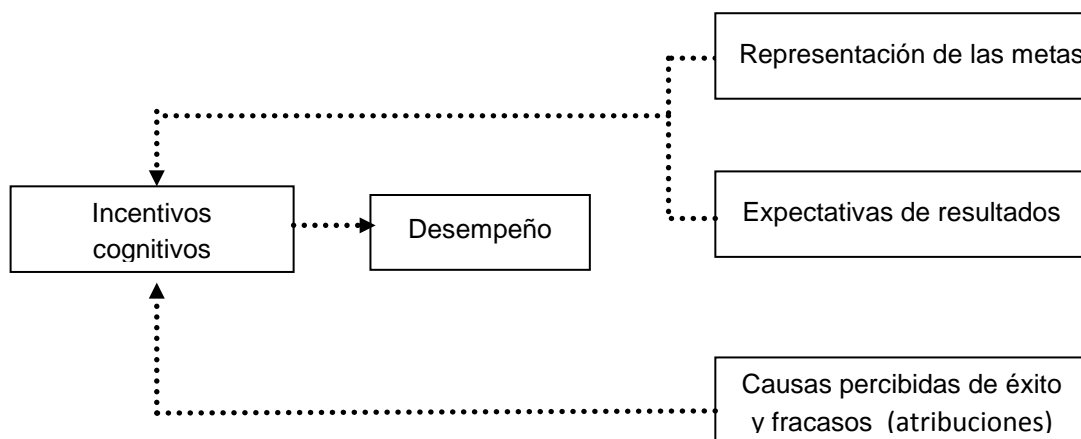 Representación de las metas
Incentivos
cognitivos
Desempeño
Expectativas de resultados
Causas percibidas de éxito
y fracasos (atribuciones)